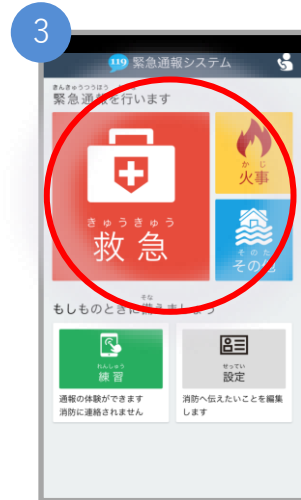 3
119 緊急通報システム
きんきゅうつうほう
緊急通報を行います
きゅうきゅう
救急
かじ
火事
そのた
その他
そな
もしものときに備えましょう
れんしゅう
練習
せってい
設定
通報の体験ができます
消防に連絡されません
消防へ伝えたいことを編集
します